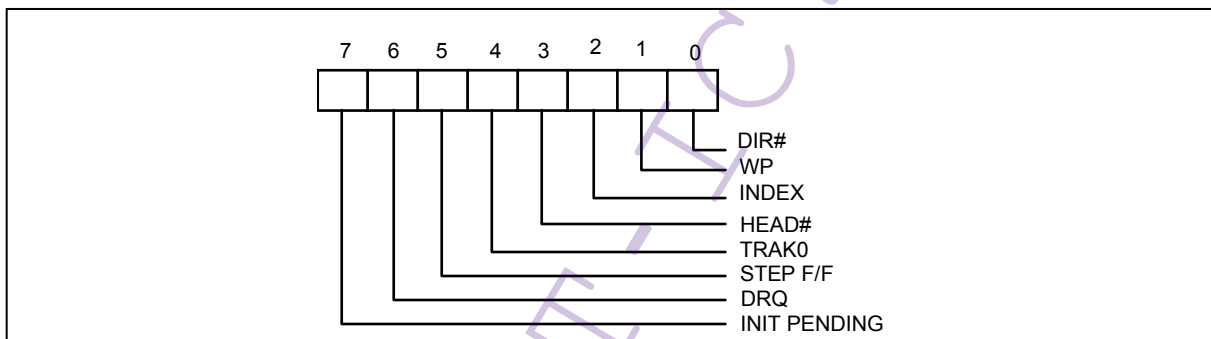 7 6 5 4 3 2 1 0
DIR#
WP
INDEX
HEAD#
TRAK0
STEP F/F
DRQ
INIT PENDING